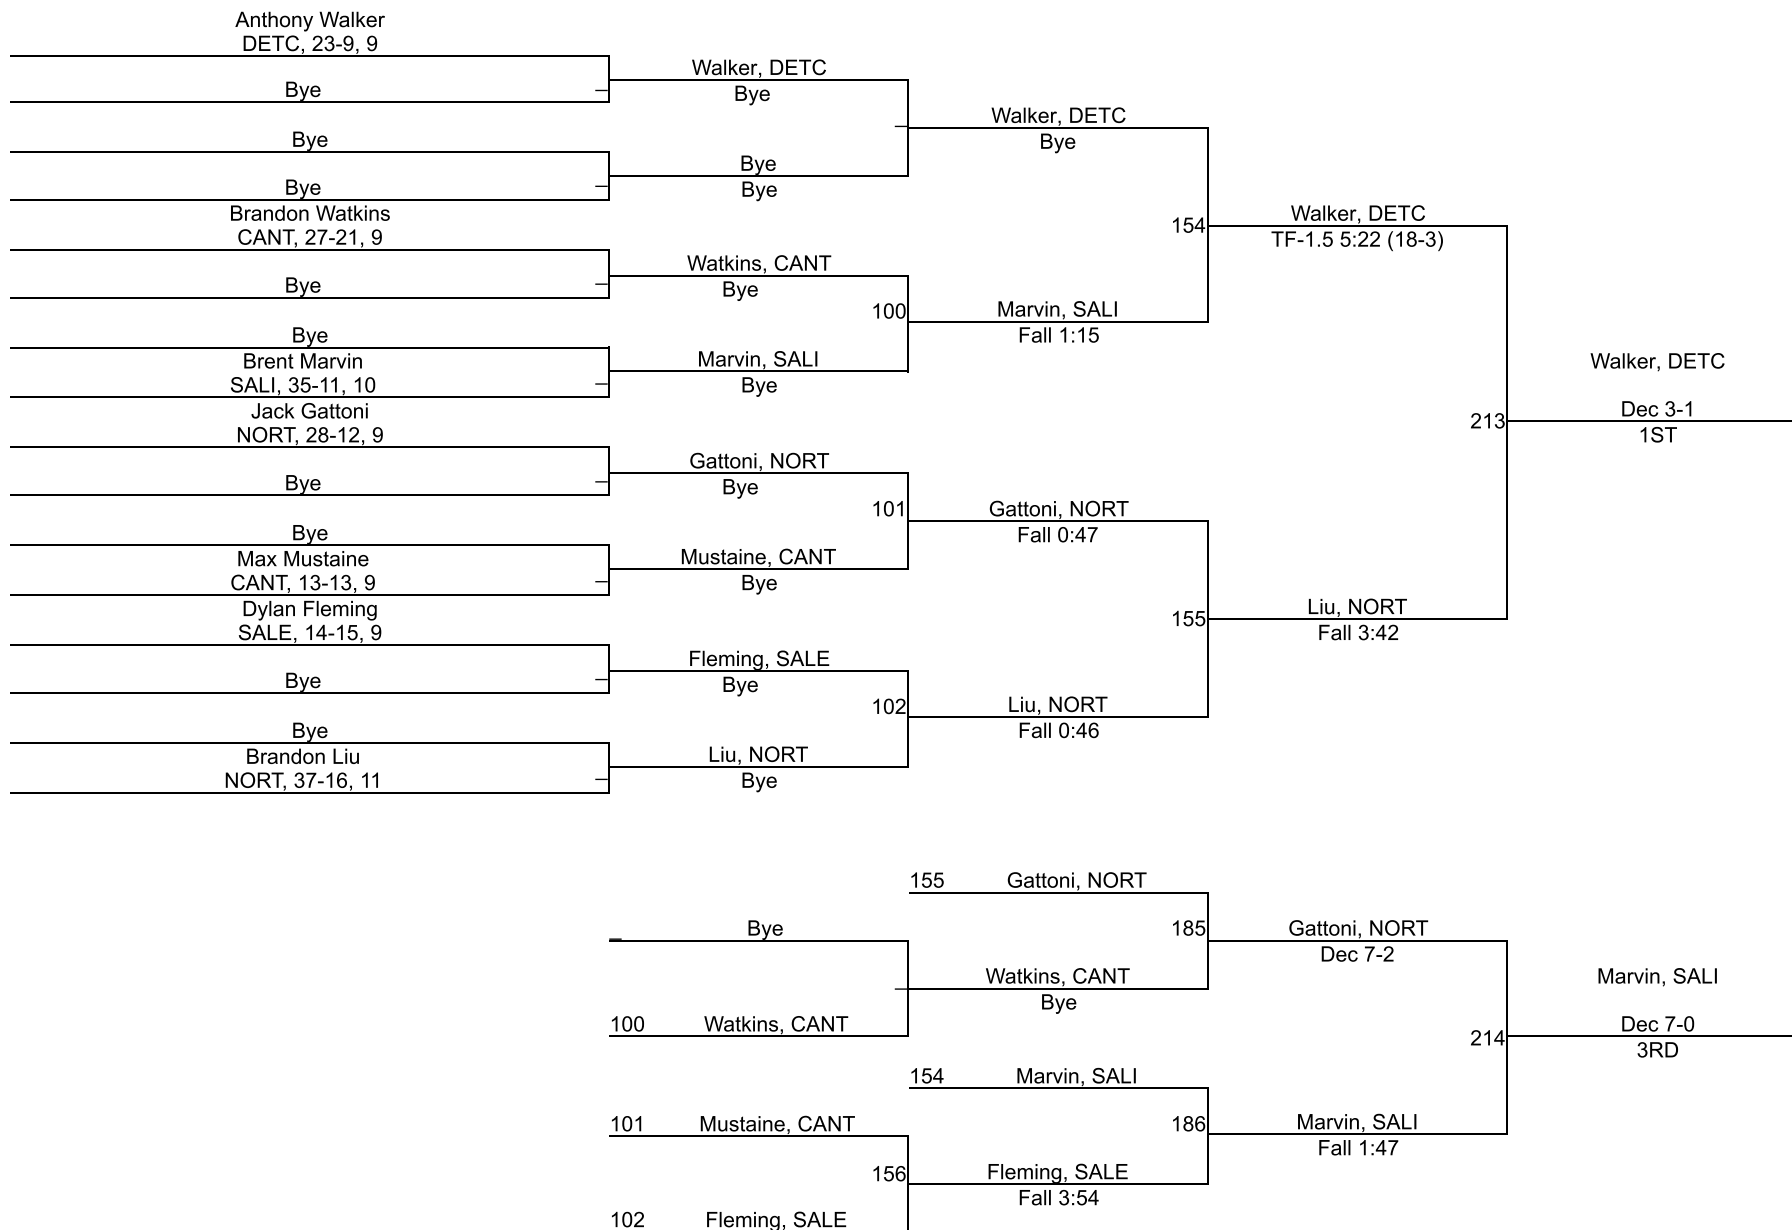 Anthony Walker
DETC, 23-9, 9
Bye
Bye
Bye
Brandon Watkins
CANT, 27-21, 9
Bye
Bye
Brent Marvin
SALI, 35-11, 10
Jack Gattoni
NORT, 28-12, 9
Bye
Bye
Max Mustaine
CANT, 13-13, 9
Dylan Fleming
SALE, 14-15, 9
Bye
Bye
Brandon Liu
NORT, 37-16, 11
Walker, DETC
Bye
Bye
Bye
Watkins, CANT
Bye
100
Marvin, SALI
Bye
Gattoni, NORT
Bye
101
Mustaine, CANT
Bye
Fleming, SALE
Bye
102
Liu, NORT
Bye
Walker, DETC
Bye
154
Marvin, SALI
Fall 1:15
Gattoni, NORT
Fall 0:47
155
Liu, NORT
Fall 0:46
Walker, DETC
TF-1.5 5:22 (18-3)
213
Liu, NORT
Fall 3:42
Walker, DETC
Dec 3-1
1ST
Bye
100 Watkins, CANT
101 Mustaine, CANT
156
102 Fleming, SALE
155 Gattoni, NORT
185
Watkins, CANT
Bye
154 Marvin, SALI
186
Fleming, SALE
Fall 3:54
Gattoni, NORT
Dec 7-2
214
Marvin, SALI
Fall 1:47
Marvin, SALI
Dec 7-0
3RD